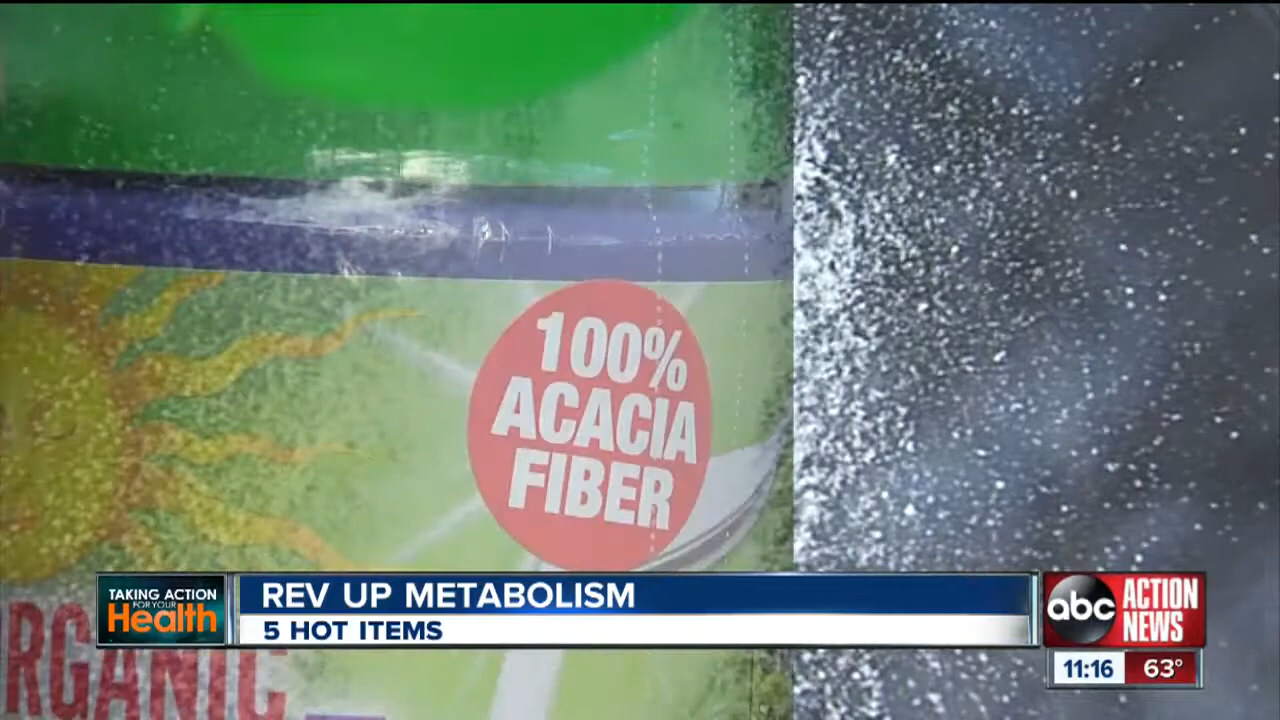 100%
ACACIA
FIBER
REV UP METABOLISM
5 HOT ITEMS
TAKING ACTION
FOR YOUR
Health
abc ACTION
NEWS
11:16 63°
RGANIC